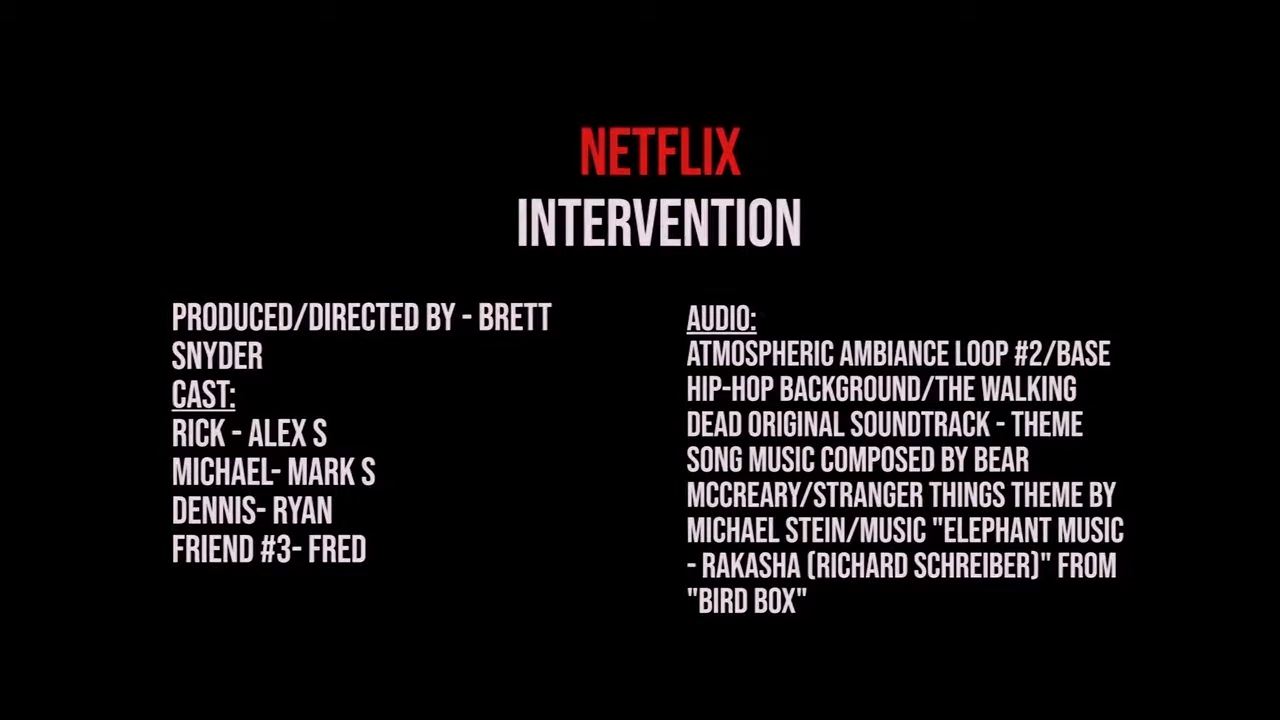 NETFLIX
INTERVENTION
PRODUCED/DIRECTED BY - BRETT
SNYDER
CAST:
RICK - ALEX S
MICHAEL- MARK S
DENNIS- RYAN
FRIEND #3- FRED
AUDIO:
ATMOSPHERIC AMBIANCE LOOP #2/BASE
HIP-HOP BACKGROUND/THE WALKING
DEAD ORIGINAL SOUNDTRACK - THEME
SONG MUSIC COMPOSED BY BEAR
MCCREARY/STRANGER THINGS THEME BY
MICHAEL STEIN/MUSIC "ELEPHANT MUSIC
- RAKASHA (RICHARD SCHREIBER)" FROM
"BIRD BOX"